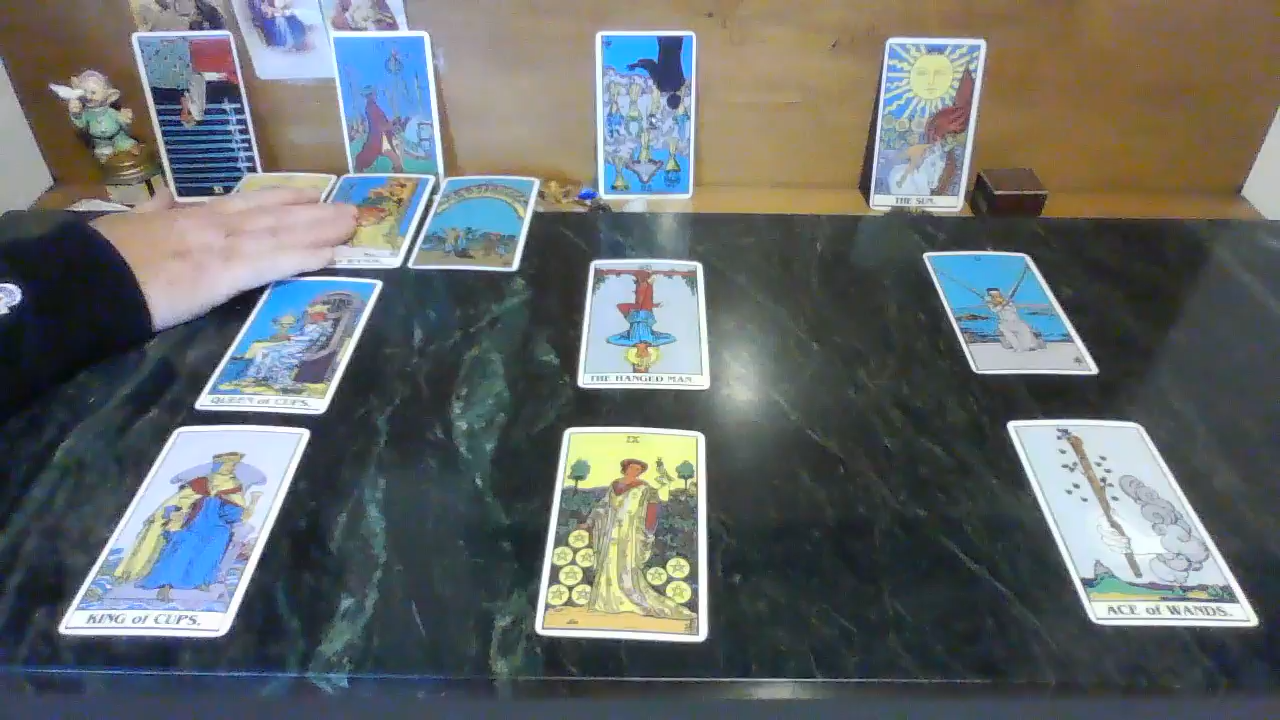 THE SUN.
THE HANGED MAN.
QUEEN of CUPS.
IX
KING of CUPS.
ACE of WANDS.